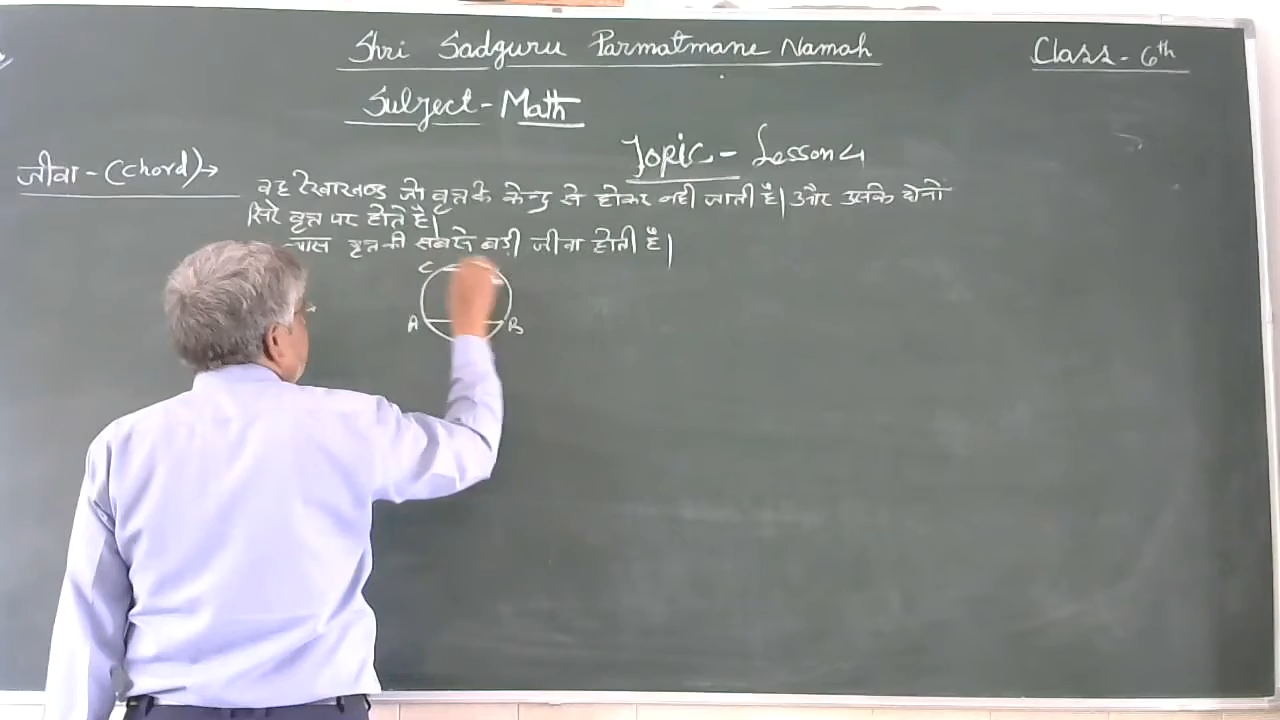 Shri Sadguru Parmatmane Namah
Class - 6th
Subject - Math
Topic - Lesson 4
जीवा - (chord) →
वह रेखाखण्ड जो वृत्त के केन्द्र से होकर नही जाती है। और उसके दोनो
सिरे वृत्त पर होते है।
वृत्त की सबसे बड़ी जीवा होती है।
C
A B